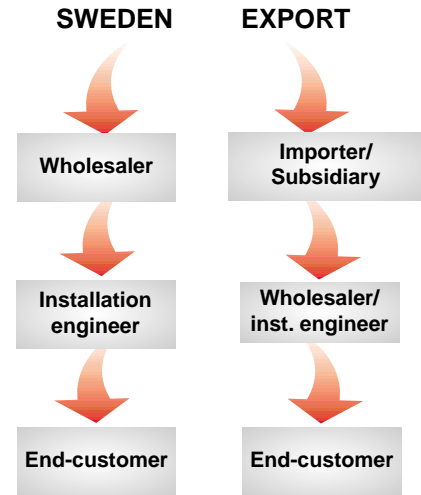 SWEDEN
Wholesaler
Installation
engineer
End-customer
EXPORT
Importer/
Subsidiary
Wholesaler/
inst. engineer
End-customer